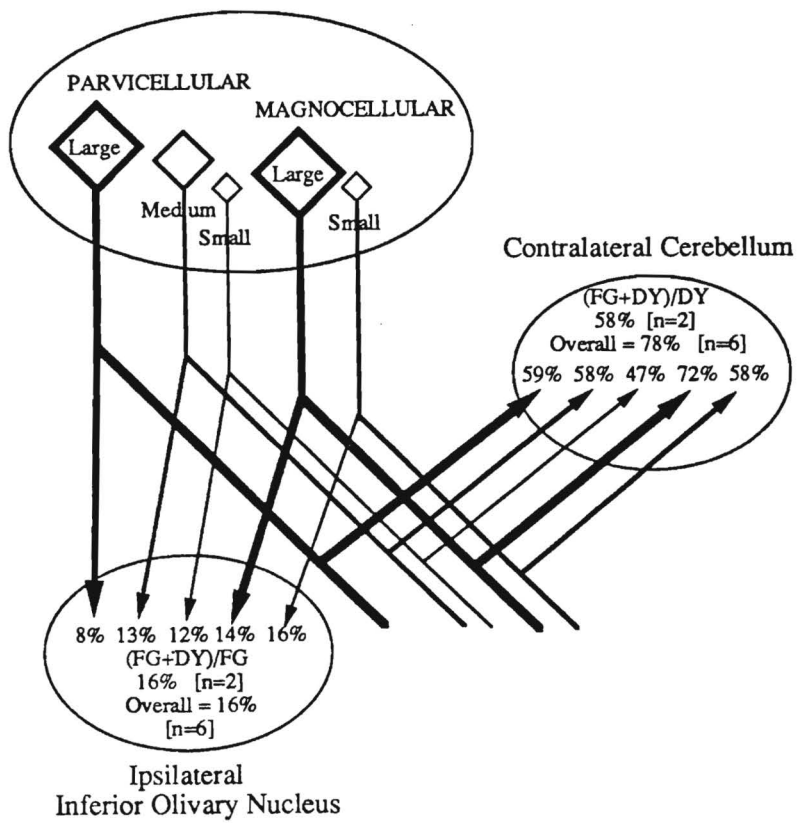 PARVICELLULAR
MAGNOCELLULAR
Large
Large
Medium
Small
Small
Contralateral Cerebellum
(FG+DY)/DY
58% [n=2]
Overall = 78% [n=6]
59% 58% 47% 72% 58%
8% 13% 12% 14% 16%
(FG+DY)/FG
16% [n=2]
Overall = 16%
[n=6]
Ipsilateral
Inferior Olivary Nucleus